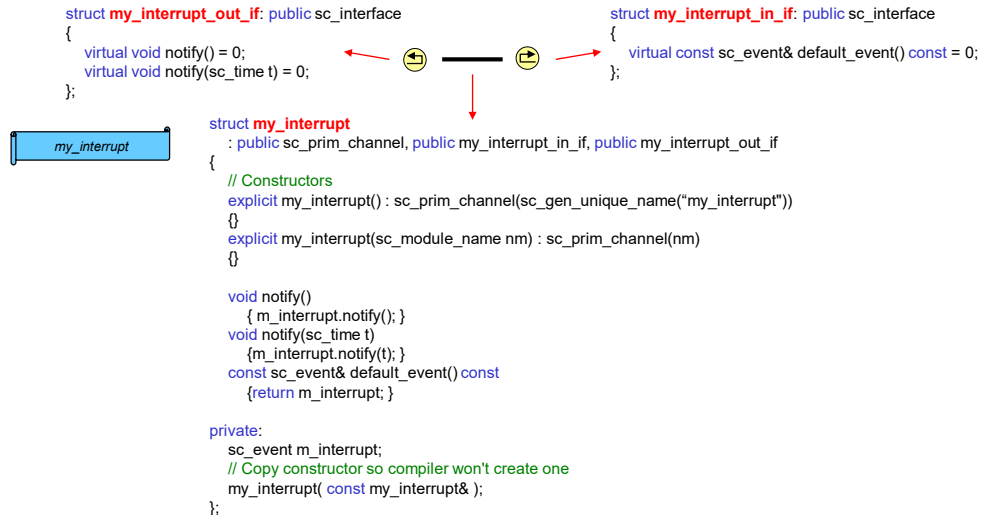 struct my_interrupt_out_if: public sc_interface
{
virtual void notify() = 0;
virtual void notify(sc_time t) = 0;
};
struct my_interrupt_in_if: public sc_interface
{
virtual const sc_event& default_event() const = 0;
};
my_interrupt
struct my_interrupt
: public sc_prim_channel, public my_interrupt_in_if, public my_interrupt_out_if
{
// Constructors
explicit my_interrupt() : sc_prim_channel(sc_gen_unique_name(“my_interrupt"))
{}
explicit my_interrupt(sc_module_name nm) : sc_prim_channel(nm)
{}
void notify()
{ m_interrupt.notify(); }
void notify(sc_time t)
{m_interrupt.notify(t); }
const sc_event& default_event() const
{return m_interrupt; }
private:
sc_event m_interrupt;
// Copy constructor so compiler won't create one
my_interrupt( const my_interrupt& );
};